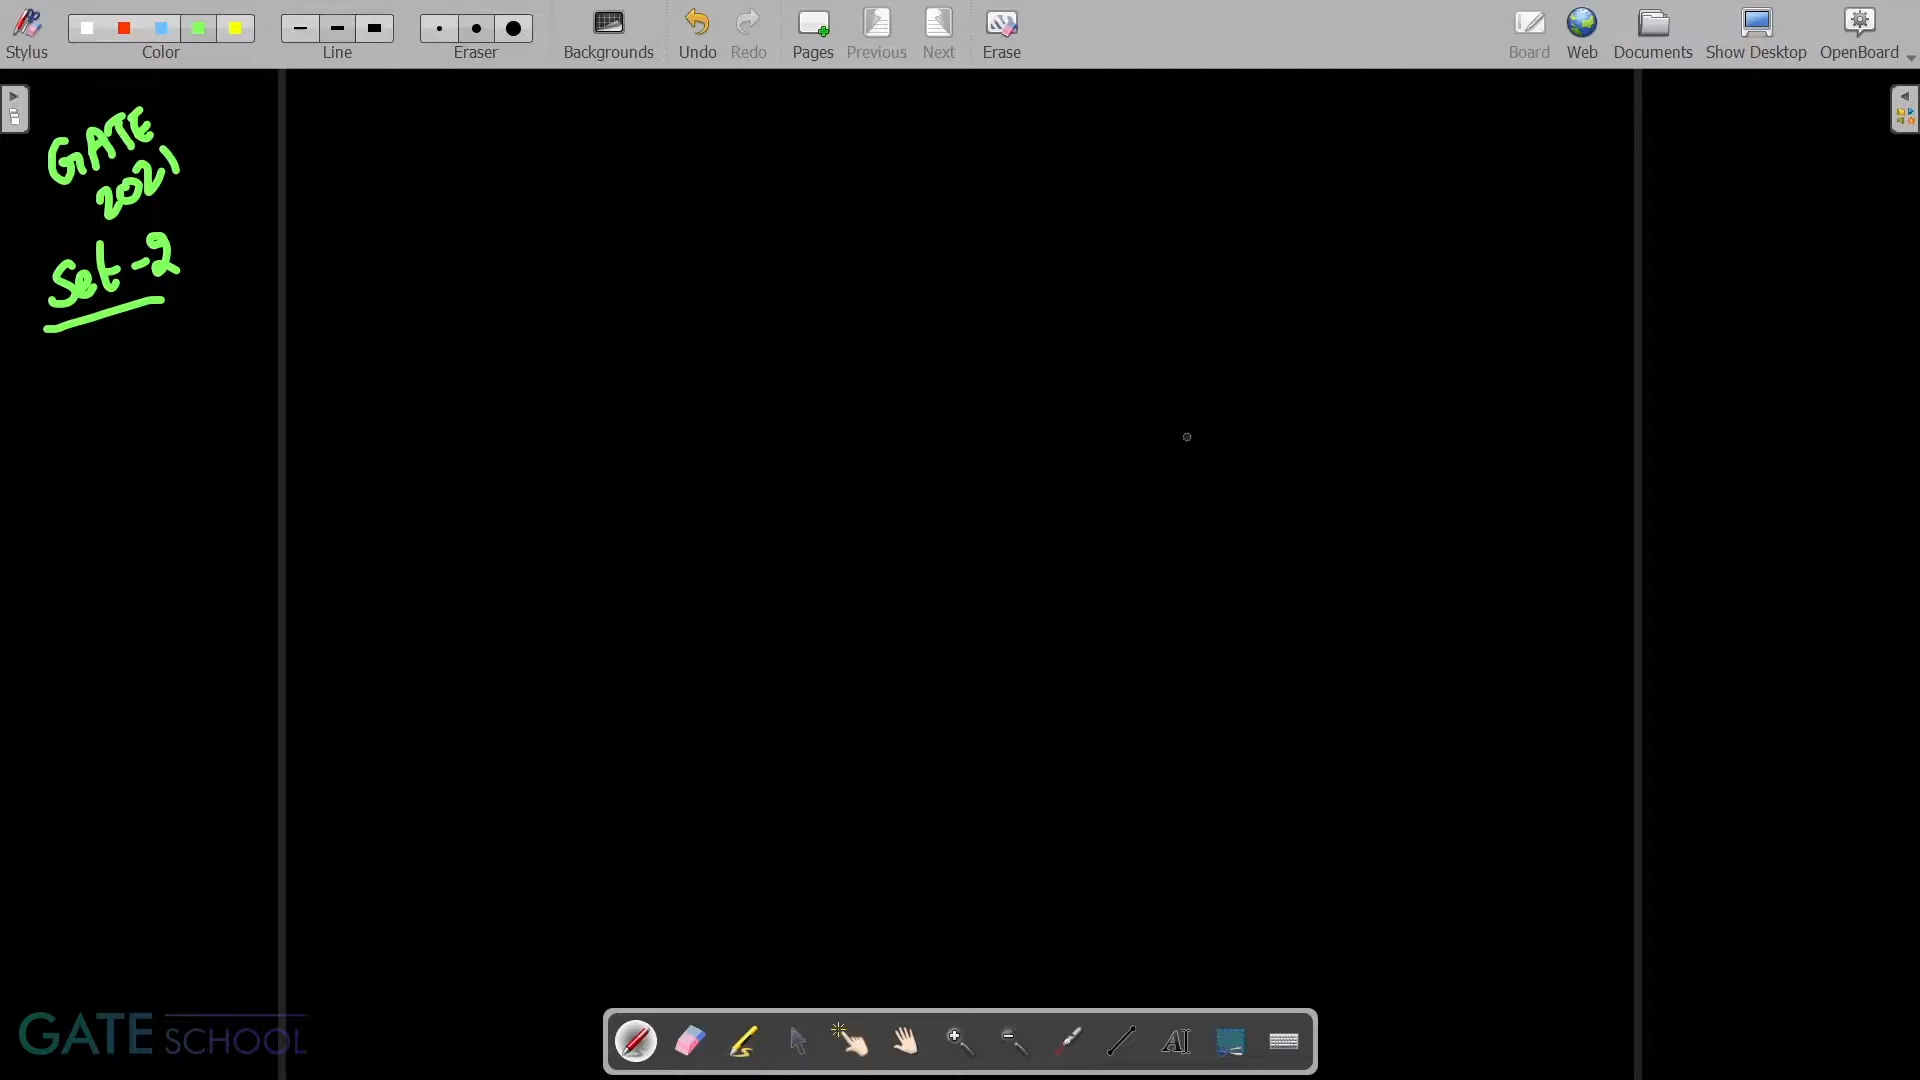 Stylus
Color
Line
Eraser
Backgrounds
Undo
Redo
Pages
Previous
Next
Erase
Board
Web
Documents
Show Desktop
OpenBoard
GATE
2021
Set-2
GATE SCHOOL
AI